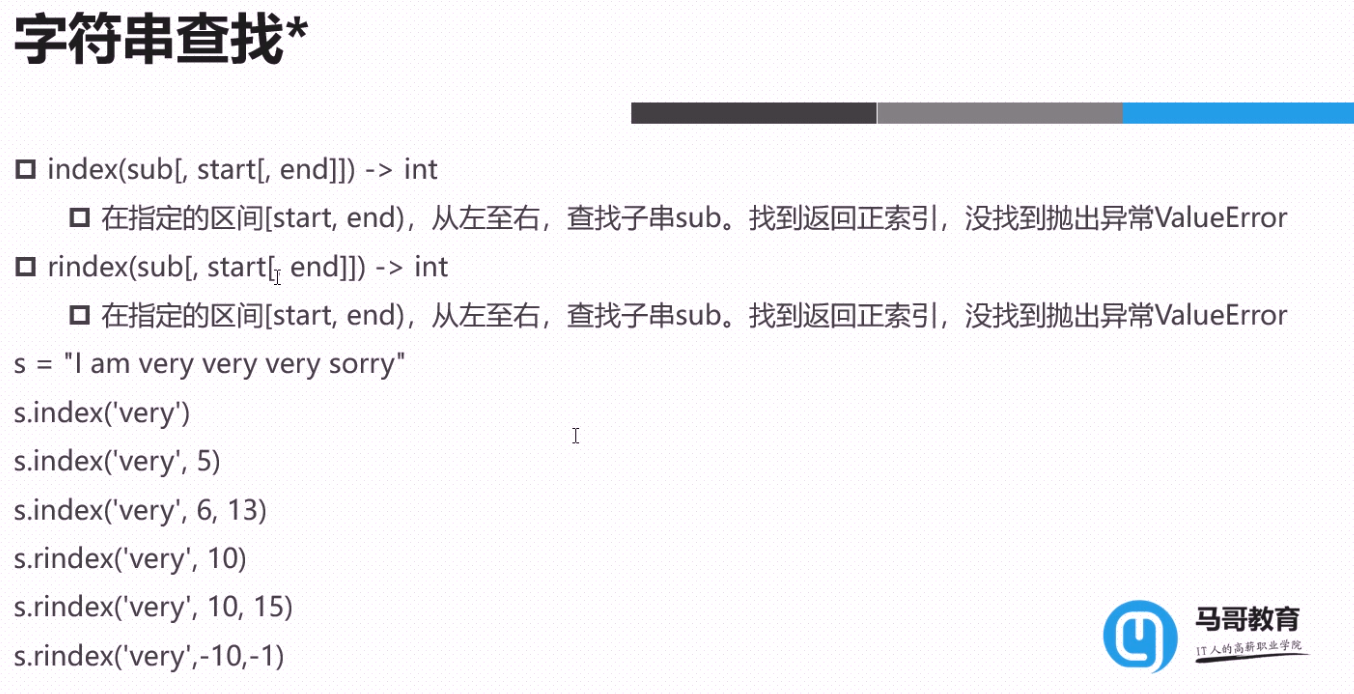 字符串查找*
index(sub[, start[, end]]) -> int
在指定的区间[start, end)，从左至右，查找子串sub。找到返回正索引，没找到抛出异常ValueError
rindex(sub[, start[, end]]) -> int
在指定的区间[start, end)，从左至右，查找子串sub。找到返回正索引，没找到抛出异常ValueError
s = "I am very very very sorry"
s.index('very')
s.index('very', 5)
s.index('very', 6, 13)
s.rindex('very', 10)
s.rindex('very', 10, 15)
s.rindex('very',-10,-1)
马哥教育
IT人的高薪职业学院